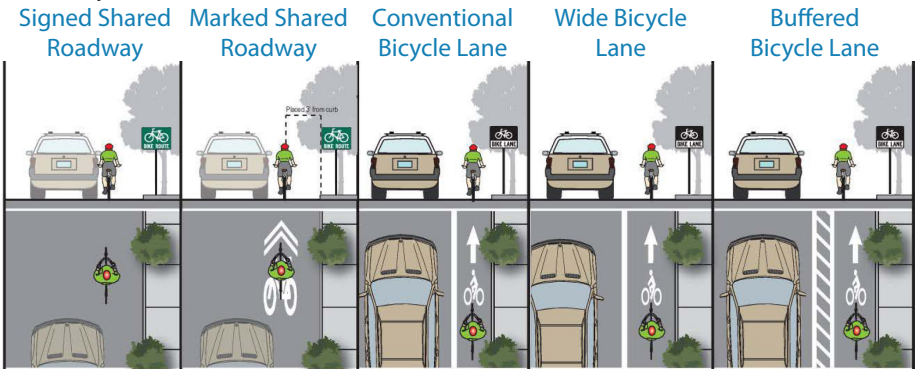 Signed Shared
Roadway
Marked Shared
Roadway
Conventional
Bicycle Lane
Wide Bicycle
Lane
Buffered
Bicycle Lane
Placed 3' from curb
BIKE ROUTE
BIKE ROUTE
BIKE LANE
BIKE LANE
BIKE LANE